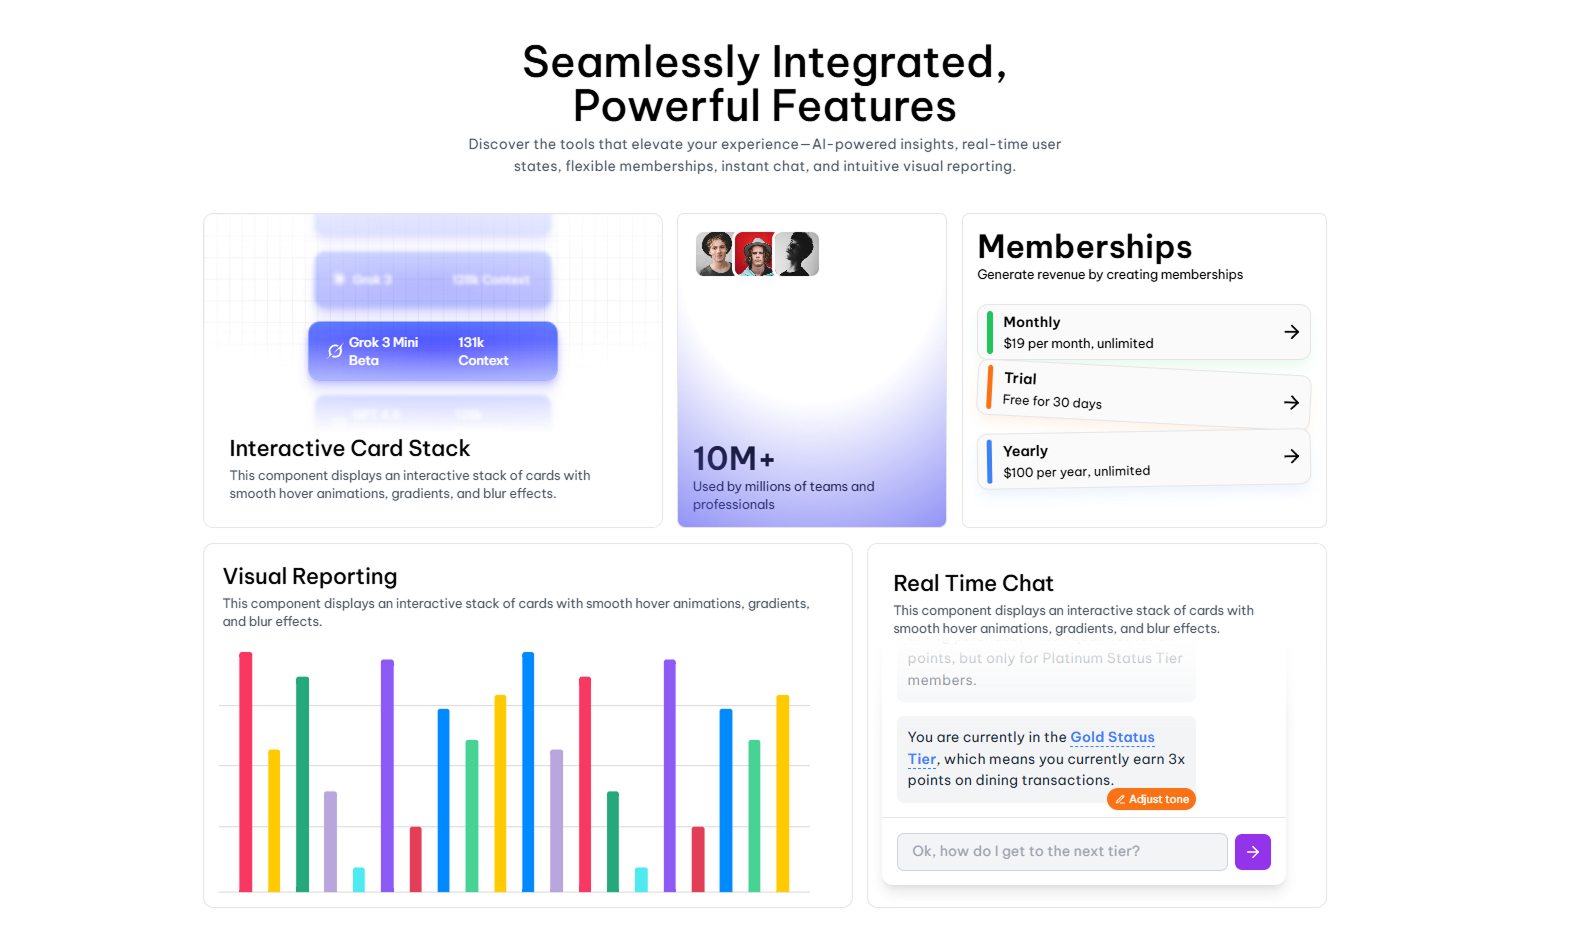 Seamlessly Integrated,
Powerful Features
Discover the tools that elevate your experience—AI-powered insights, real-time user
states, flexible memberships, instant chat, and intuitive visual reporting.
Grok 3 128k Context
Grok 3 Mini
Beta
131k
Context
GPT 4.5 128k
Interactive Card Stack
This component displays an interactive stack of cards with
smooth hover animations, gradients, and blur effects.
10M+
Used by millions of teams and
professionals
Memberships
Generate revenue by creating memberships
Monthly
$19 per month, unlimited
Trial
Free for 30 days
Yearly
$100 per year, unlimited
Visual Reporting
This component displays an interactive stack of cards with smooth hover animations, gradients,
and blur effects.
Real Time Chat
This component displays an interactive stack of cards with
smooth hover animations, gradients, and blur effects.
points, but only for Platinum Status Tier
members.
You are currently in the Gold Status
Tier, which means you currently earn 3x
points on dining transactions.
Adjust tone
Ok, how do I get to the next tier?